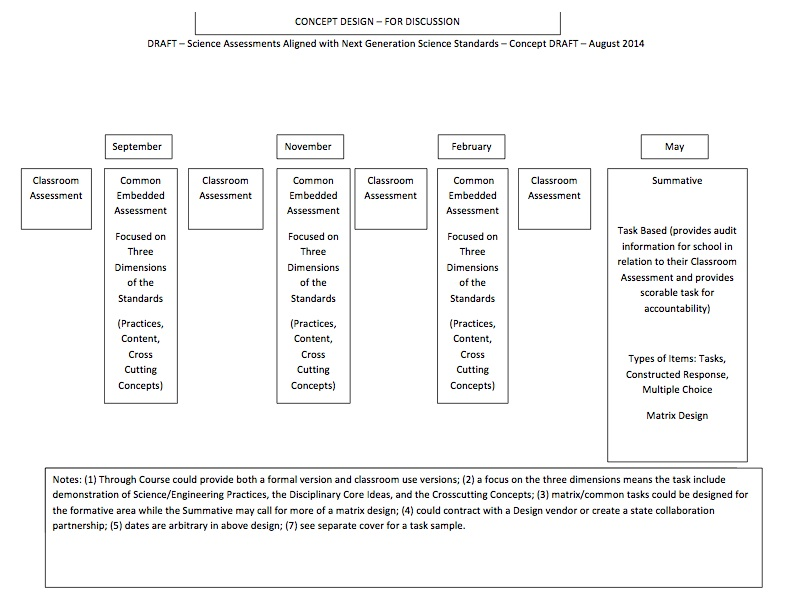 CONCEPT DESIGN – FOR DISCUSSION
DRAFT – Science Assessments Aligned with Next Generation Science Standards – Concept DRAFT – August 2014
September
November
February
May
Classroom
Assessment
Common
Embedded
Assessment
Focused on
Three
Dimensions
of the
Standards
(Practices,
Content,
Cross
Cutting
Concepts)
Classroom
Assessment
Common
Embedded
Assessment
Focused on
Three
Dimensions
of the
Standards
(Practices,
Content,
Cross
Cutting
Concepts)
Classroom
Assessment
Common
Embedded
Assessment
Focused on
Three
Dimensions
of the
Standards
(Practices,
Content,
Cross
Cutting
Concepts)
Classroom
Assessment
Summative
Task Based (provides audit
information for school in
relation to their Classroom
Assessment and provides
scorable task for
accountability)
Types of Items: Tasks,
Constructed Response,
Multiple Choice
Matrix Design
Notes: (1) Through Course could provide both a formal version and classroom use versions; (2) a focus on the three dimensions means the task include
demonstration of Science/Engineering Practices, the Disciplinary Core Ideas, and the Crosscutting Concepts; (3) matrix/common tasks could be designed for
the formative area while the Summative may call for more of a matrix design; (4) could contract with a Design vendor or create a state collaboration
partnership; (5) dates are arbitrary in above design; (7) see separate cover for a task sample.